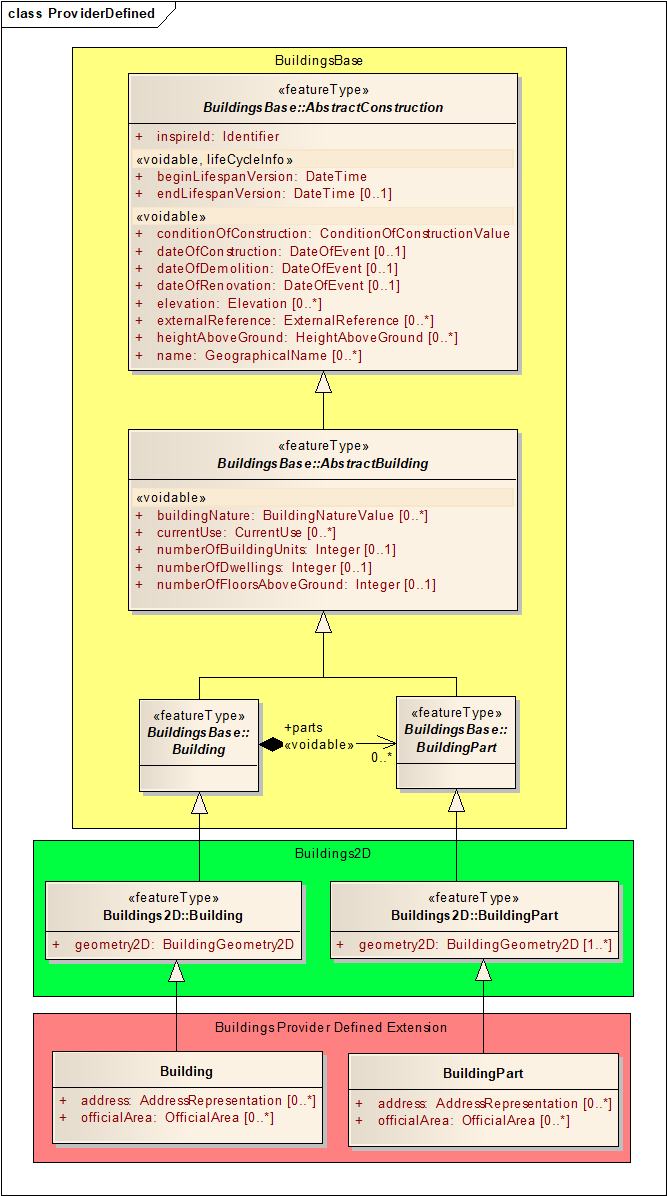 class ProviderDefined
BuildingsBase
«featureType»
BuildingsBase::AbstractConstruction
+ inspireId: Identifier
«voidable, lifeCycleInfo»
+ beginLifespanVersion: DateTime
+ endLifespanVersion: DateTime [0..1]
«voidable»
+ conditionOfConstruction: ConditionOfConstructionValue
+ dateOfConstruction: DateOfEvent [0..1]
+ dateOfDemolition: DateOfEvent [0..1]
+ dateOfRenovation: DateOfEvent [0..1]
+ elevation: Elevation [0..*]
+ externalReference: ExternalReference [0..*]
+ heightAboveGround: HeightAboveGround [0..*]
+ name: GeographicalName [0..*]
«featureType»
BuildingsBase::AbstractBuilding
«voidable»
+ buildingNature: BuildingNatureValue [0..*]
+ currentUse: CurrentUse [0..*]
+ numberOfBuildingUnits: Integer [0..1]
+ numberOfDwellings: Integer [0..1]
+ numberOfFloorsAboveGround: Integer [0..1]
«featureType»
BuildingsBase::
Building
+parts
«voidable»
0..*
«featureType»
BuildingsBase::
BuildingPart
Buildings2D
«featureType»
Buildings2D::Building
+ geometry2D: BuildingGeometry2D
«featureType»
Buildings2D::BuildingPart
+ geometry2D: BuildingGeometry2D [1..*]
Buildings Provider Defined Extension
Building
+ address: AddressRepresentation [0..*]
+ officialArea: OfficialArea [0..*]
BuildingPart
+ address: AddressRepresentation [0..*]
+ officialArea: OfficialArea [0..*]